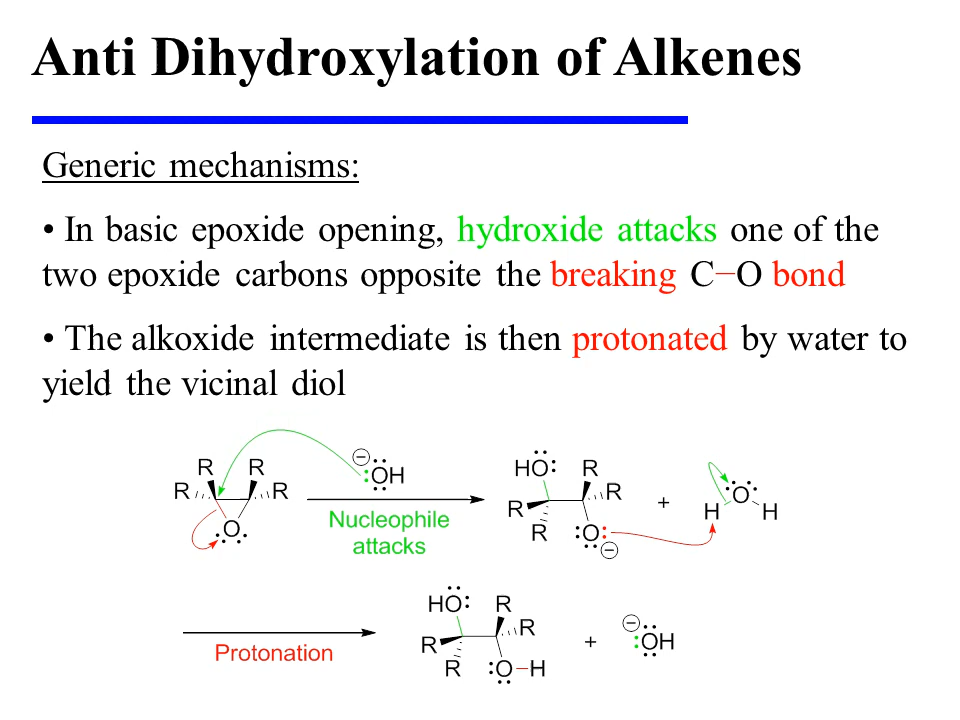 Anti Dihydroxylation of Alkenes
Generic mechanisms:
• In basic epoxide opening, hydroxide attacks one of the
two epoxide carbons opposite the breaking C−O bond
• The alkoxide intermediate is then protonated by water to
yield the vicinal diol
R R R R O
− OH
Nucleophile
attacks
HO R R R R O −
+
H O H
Protonation
HO R R R R O H
+
− OH